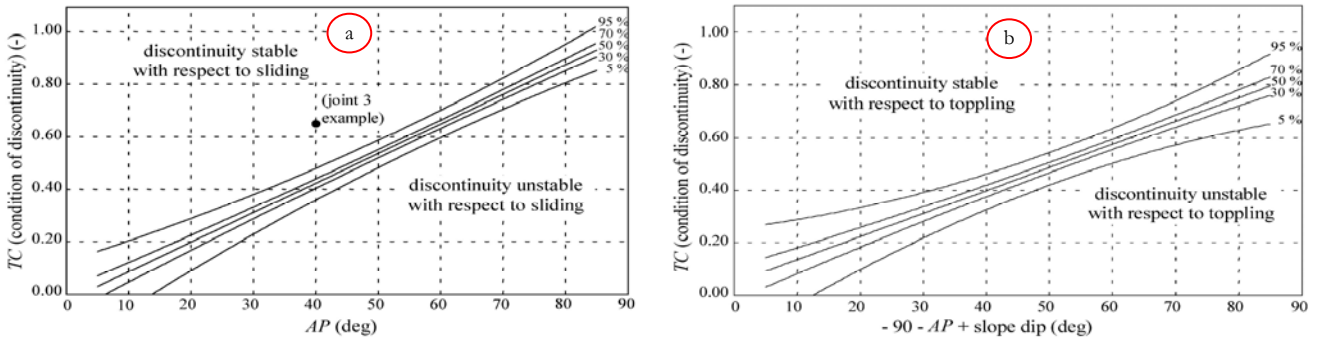 a
1.00
0.80
0.60
0.40
0.20
0.00
TC (condition of discontinuity) (-)
discontinuity stable
with respect to sliding
(joint 3
example)
discontinuity unstable
with respect to sliding
95 %
70 %
50 %
30 %
5 %
0 10 20 30 40 50 60 70 80 90
AP (deg)
b
1.00
0.80
0.60
0.40
0.20
0.00
TC (condition of discontinuity) (-)
discontinuity stable
with respect to toppling
discontinuity unstable
with respect to toppling
95 %
70 %
50 %
30 %
5 %
0 10 20 30 40 50 60 70 80 90
- 90 - AP + slope dip (deg)